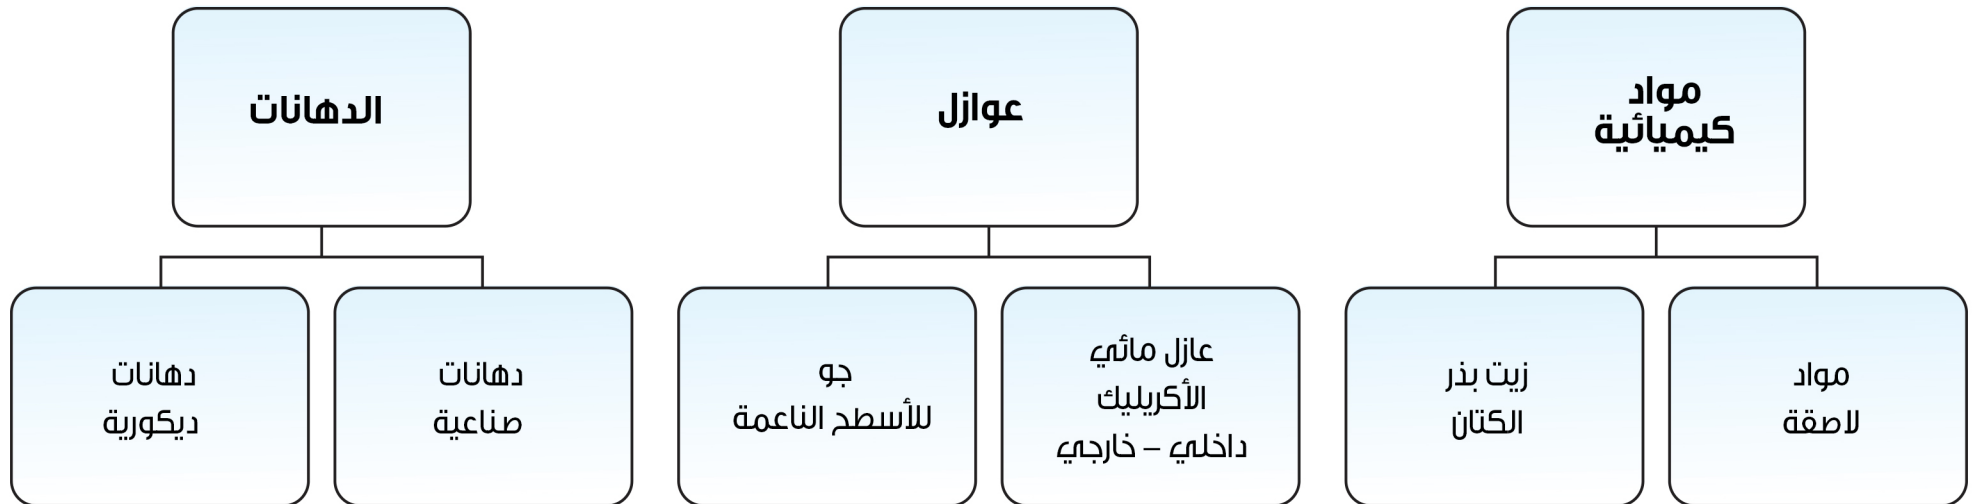 مواد
كيميائية
مواد
لاصقة
زيت بذر
الكتان
عوازل
عازل مائي
الأكريليك
داخلي – خارجي
جو
للأسطح الناعمة
الدهانات
دهانات
صناعية
دهانات
ديكورية